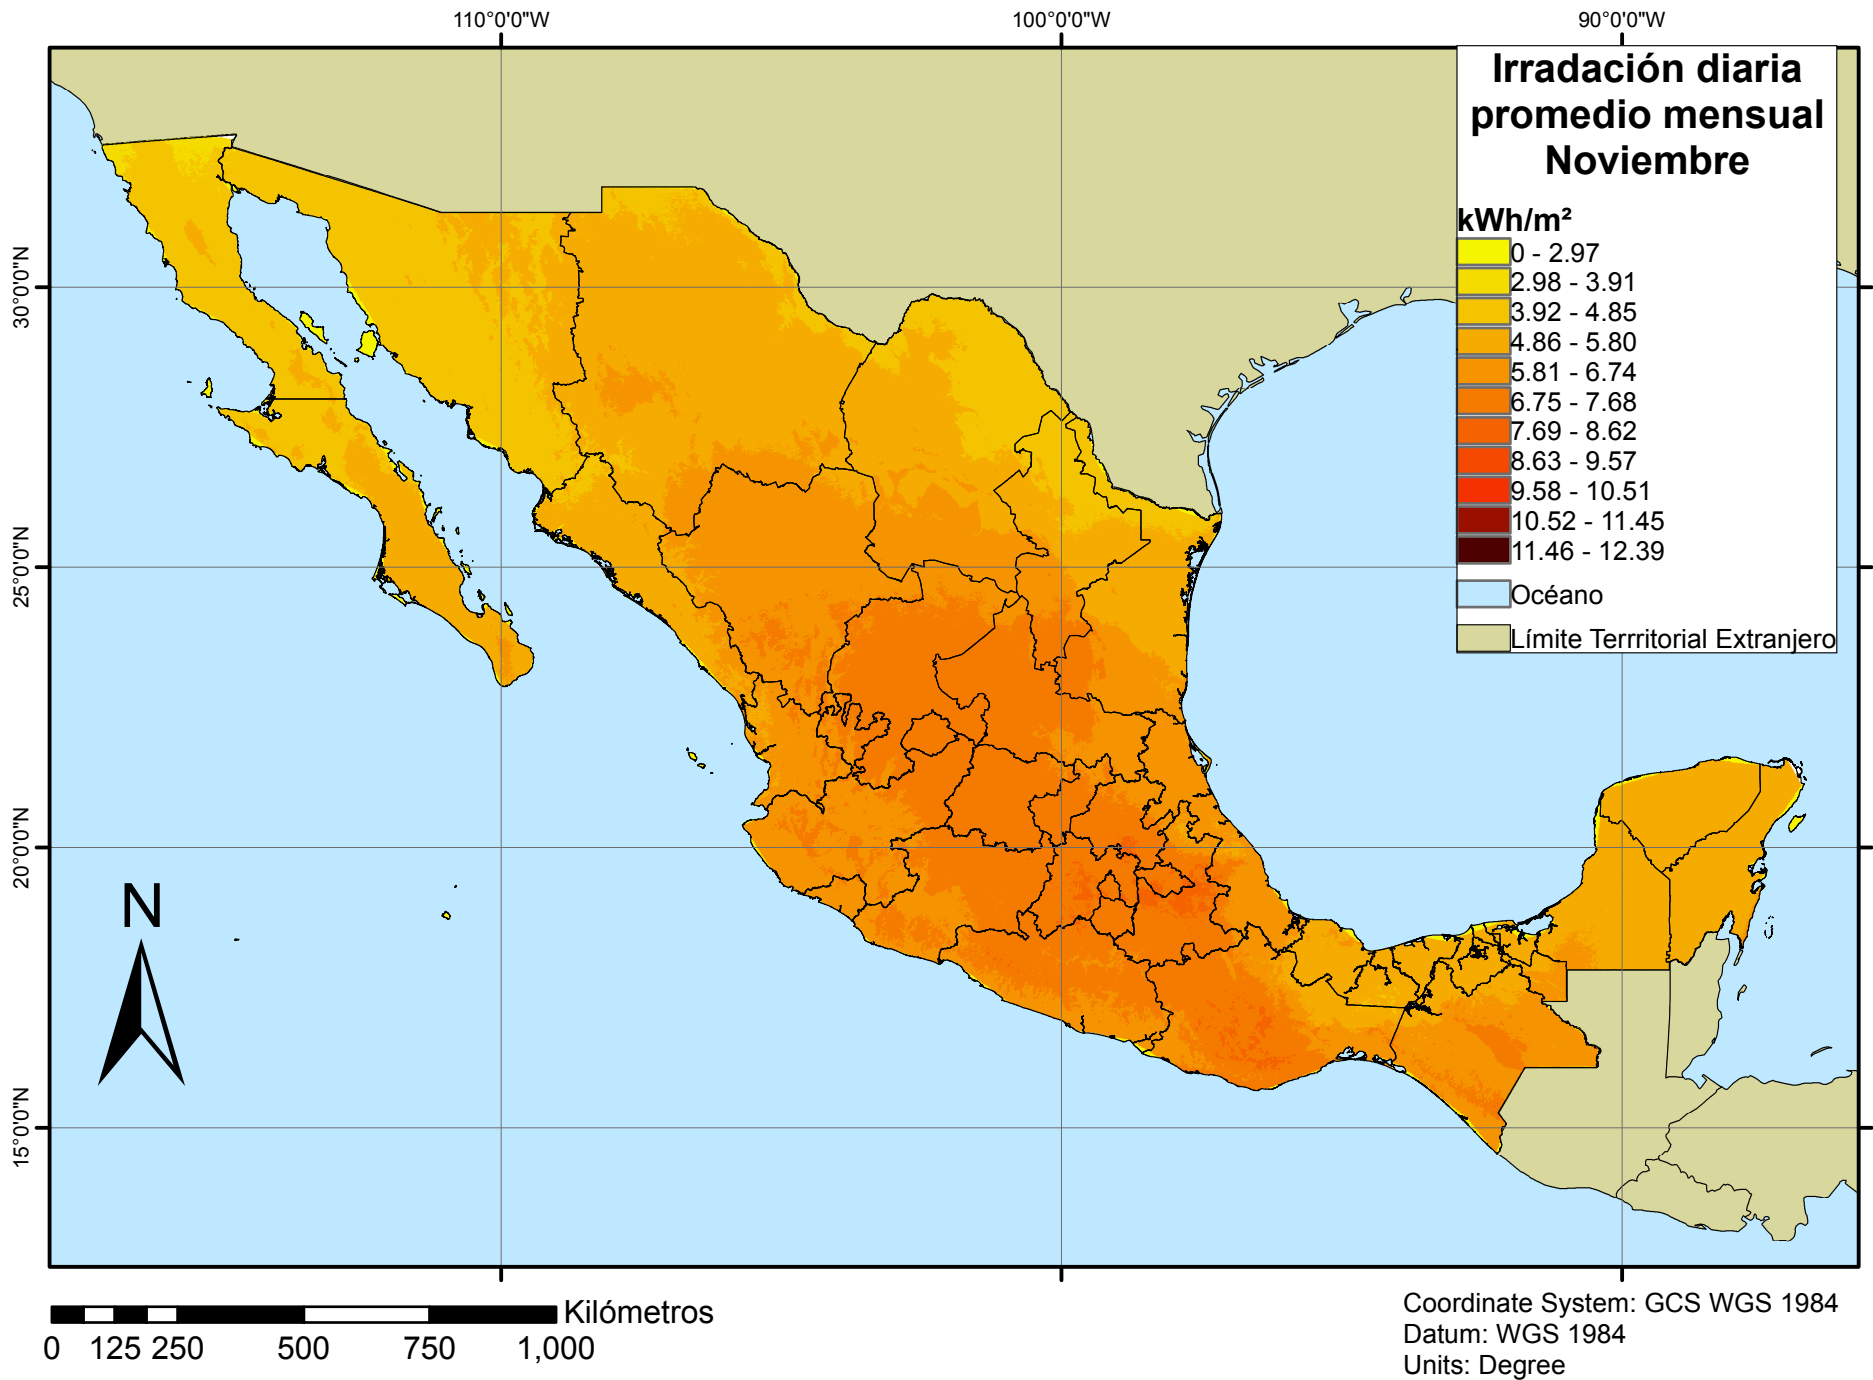 110°0'0"W
100°0'0"W
90°0'0"W
Irradación diaria
promedio mensual
Noviembre
kWh/m²
0 - 2.97
2.98 - 3.91
3.92 - 4.85
4.86 - 5.80
5.81 - 6.74
6.75 - 7.68
7.69 - 8.62
8.63 - 9.57
9.58 - 10.51
10.52 - 11.45
11.46 - 12.39
Océano
Límite Terrritorial Extranjero
30°0'0"N
25°0'0"N
20°0'0"N
15°0'0"N
N
Kilómetros
0 125 250 500 750 1,000
Coordinate System: GCS WGS 1984
Datum: WGS 1984
Units: Degree